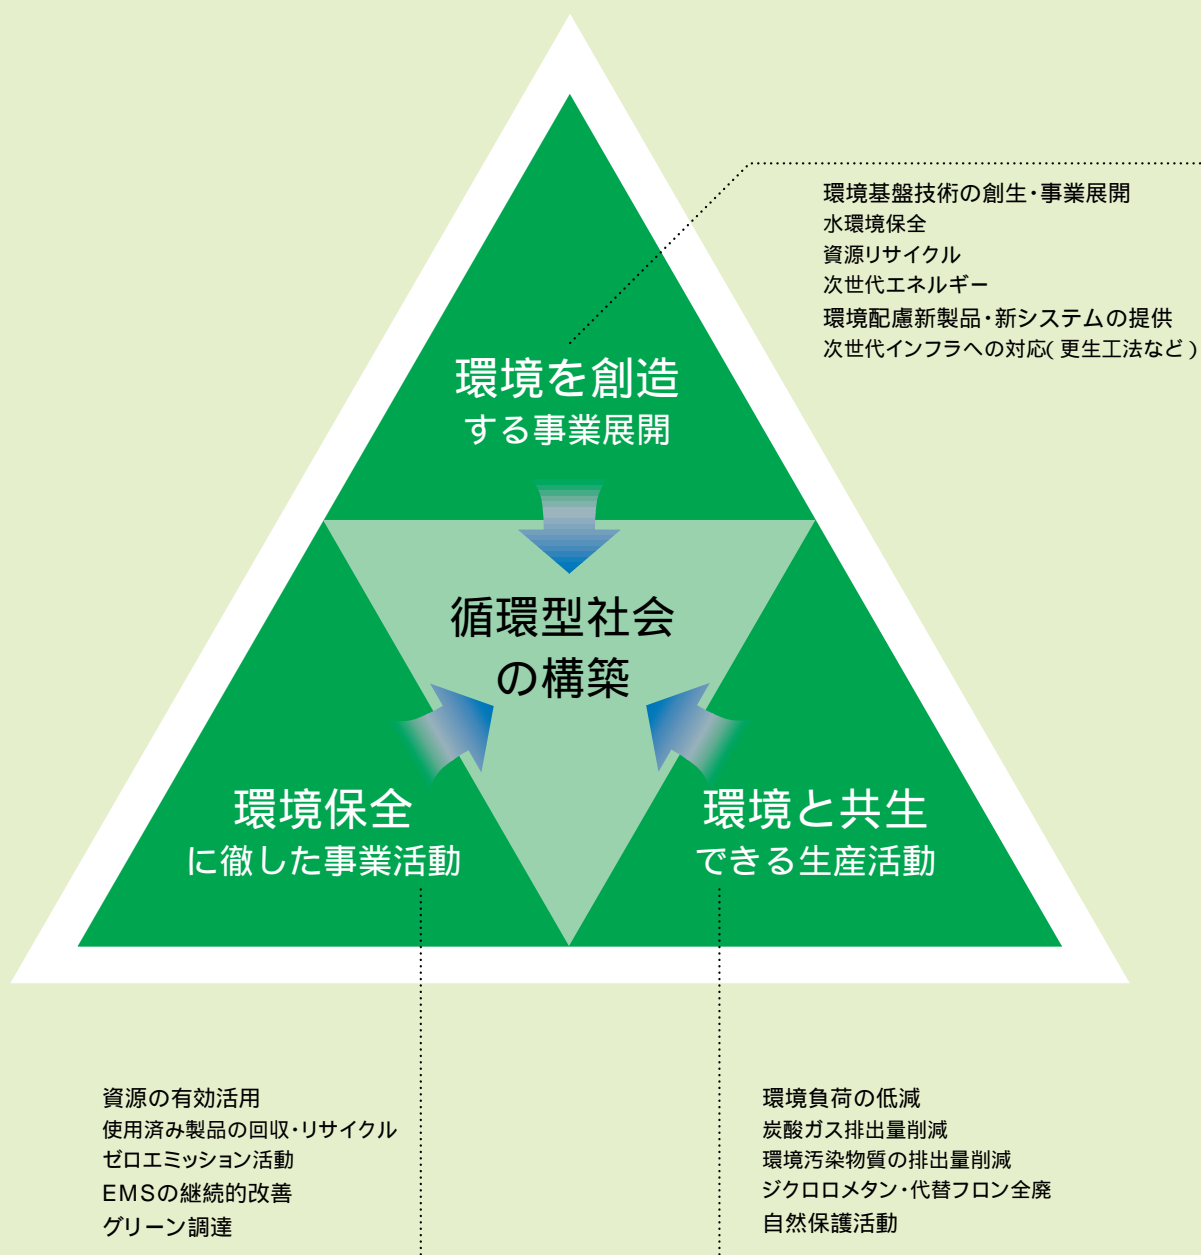 環境基盤技術の創生・事業展開
水環境保全
資源リサイクル
次世代エネルギー
環境配慮新製品・新システムの提供
次世代インフラへの対応(更生工法など)
環境を創造
する事業展開
循環型社会
の構築
環境保全
に徹した事業活動
環境と共生
できる生産活動
資源の有効活用
使用済み製品の回収・リサイクル
ゼロエミッション活動
EMSの継続的改善
グリーン調達
環境負荷の低減
炭酸ガス排出量削減
環境汚染物質の排出量削減
ジクロロメタン・代替フロン全廃
自然保護活動